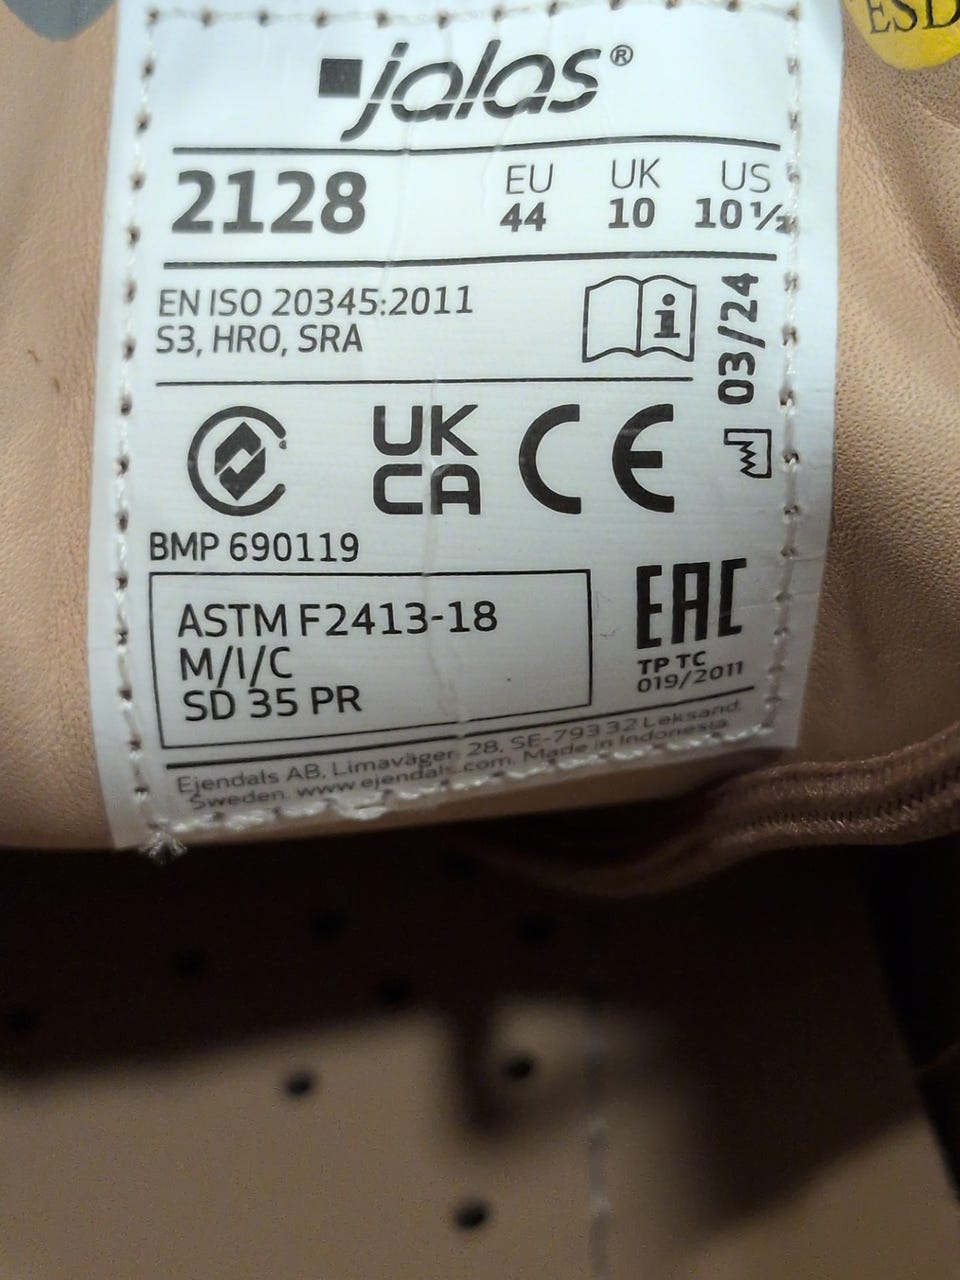 ESD
jalas®
2128
EU UK US
44 10 10 ½
EN ISO 20345:2011
S3, HRO, SRA
i
03/24
UK
CA
CE
BMP 690119
ASTM F2413-18
M/I/C
SD 35 PR
EAC
TP TC
019/2011
Ejendals AB, Limavägen 28, SE-793 32 Leksand,
Sweden. www.ejendals.com. Made in Indonesia